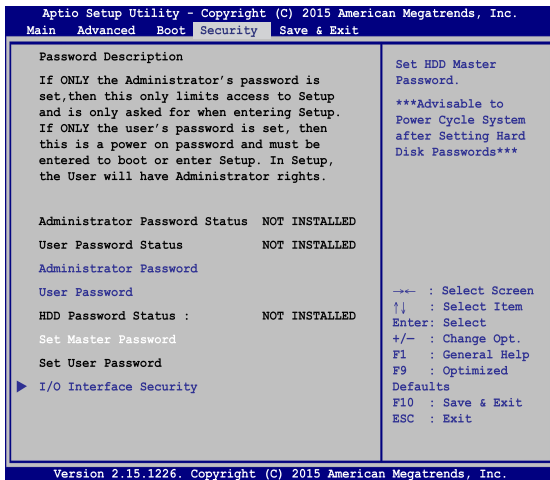 Aptio Setup Utility - Copyright (C) 2015 American Megatrends, Inc.
Main Advanced Boot Security Save & Exit
Password Description
If ONLY the Administrator's password is
set,then this only limits access to Setup
and is only asked for when entering Setup.
If ONLY the user's password is set, then
this is a power on password and must be
entered to boot or enter Setup. In Setup,
the User will have Administrator rights.
Administrator Password Status NOT INSTALLED
User Password Status NOT INSTALLED
Administrator Password
User Password
HDD Password Status : NOT INSTALLED
Set Master Password
Set User Password
I/O Interface Security
Set HDD Master
Password.
***Advisable to
Power Cycle System
after Setting Hard
Disk Passwords***
→← : Select Screen
↑↓ : Select Item
Enter: Select
+/— : Change Opt.
F1 : General Help
F9 : Optimized
Defaults
F10 : Save & Exit
ESC : Exit
Version 2.15.1226. Copyright (C) 2015 American Megatrends, Inc.